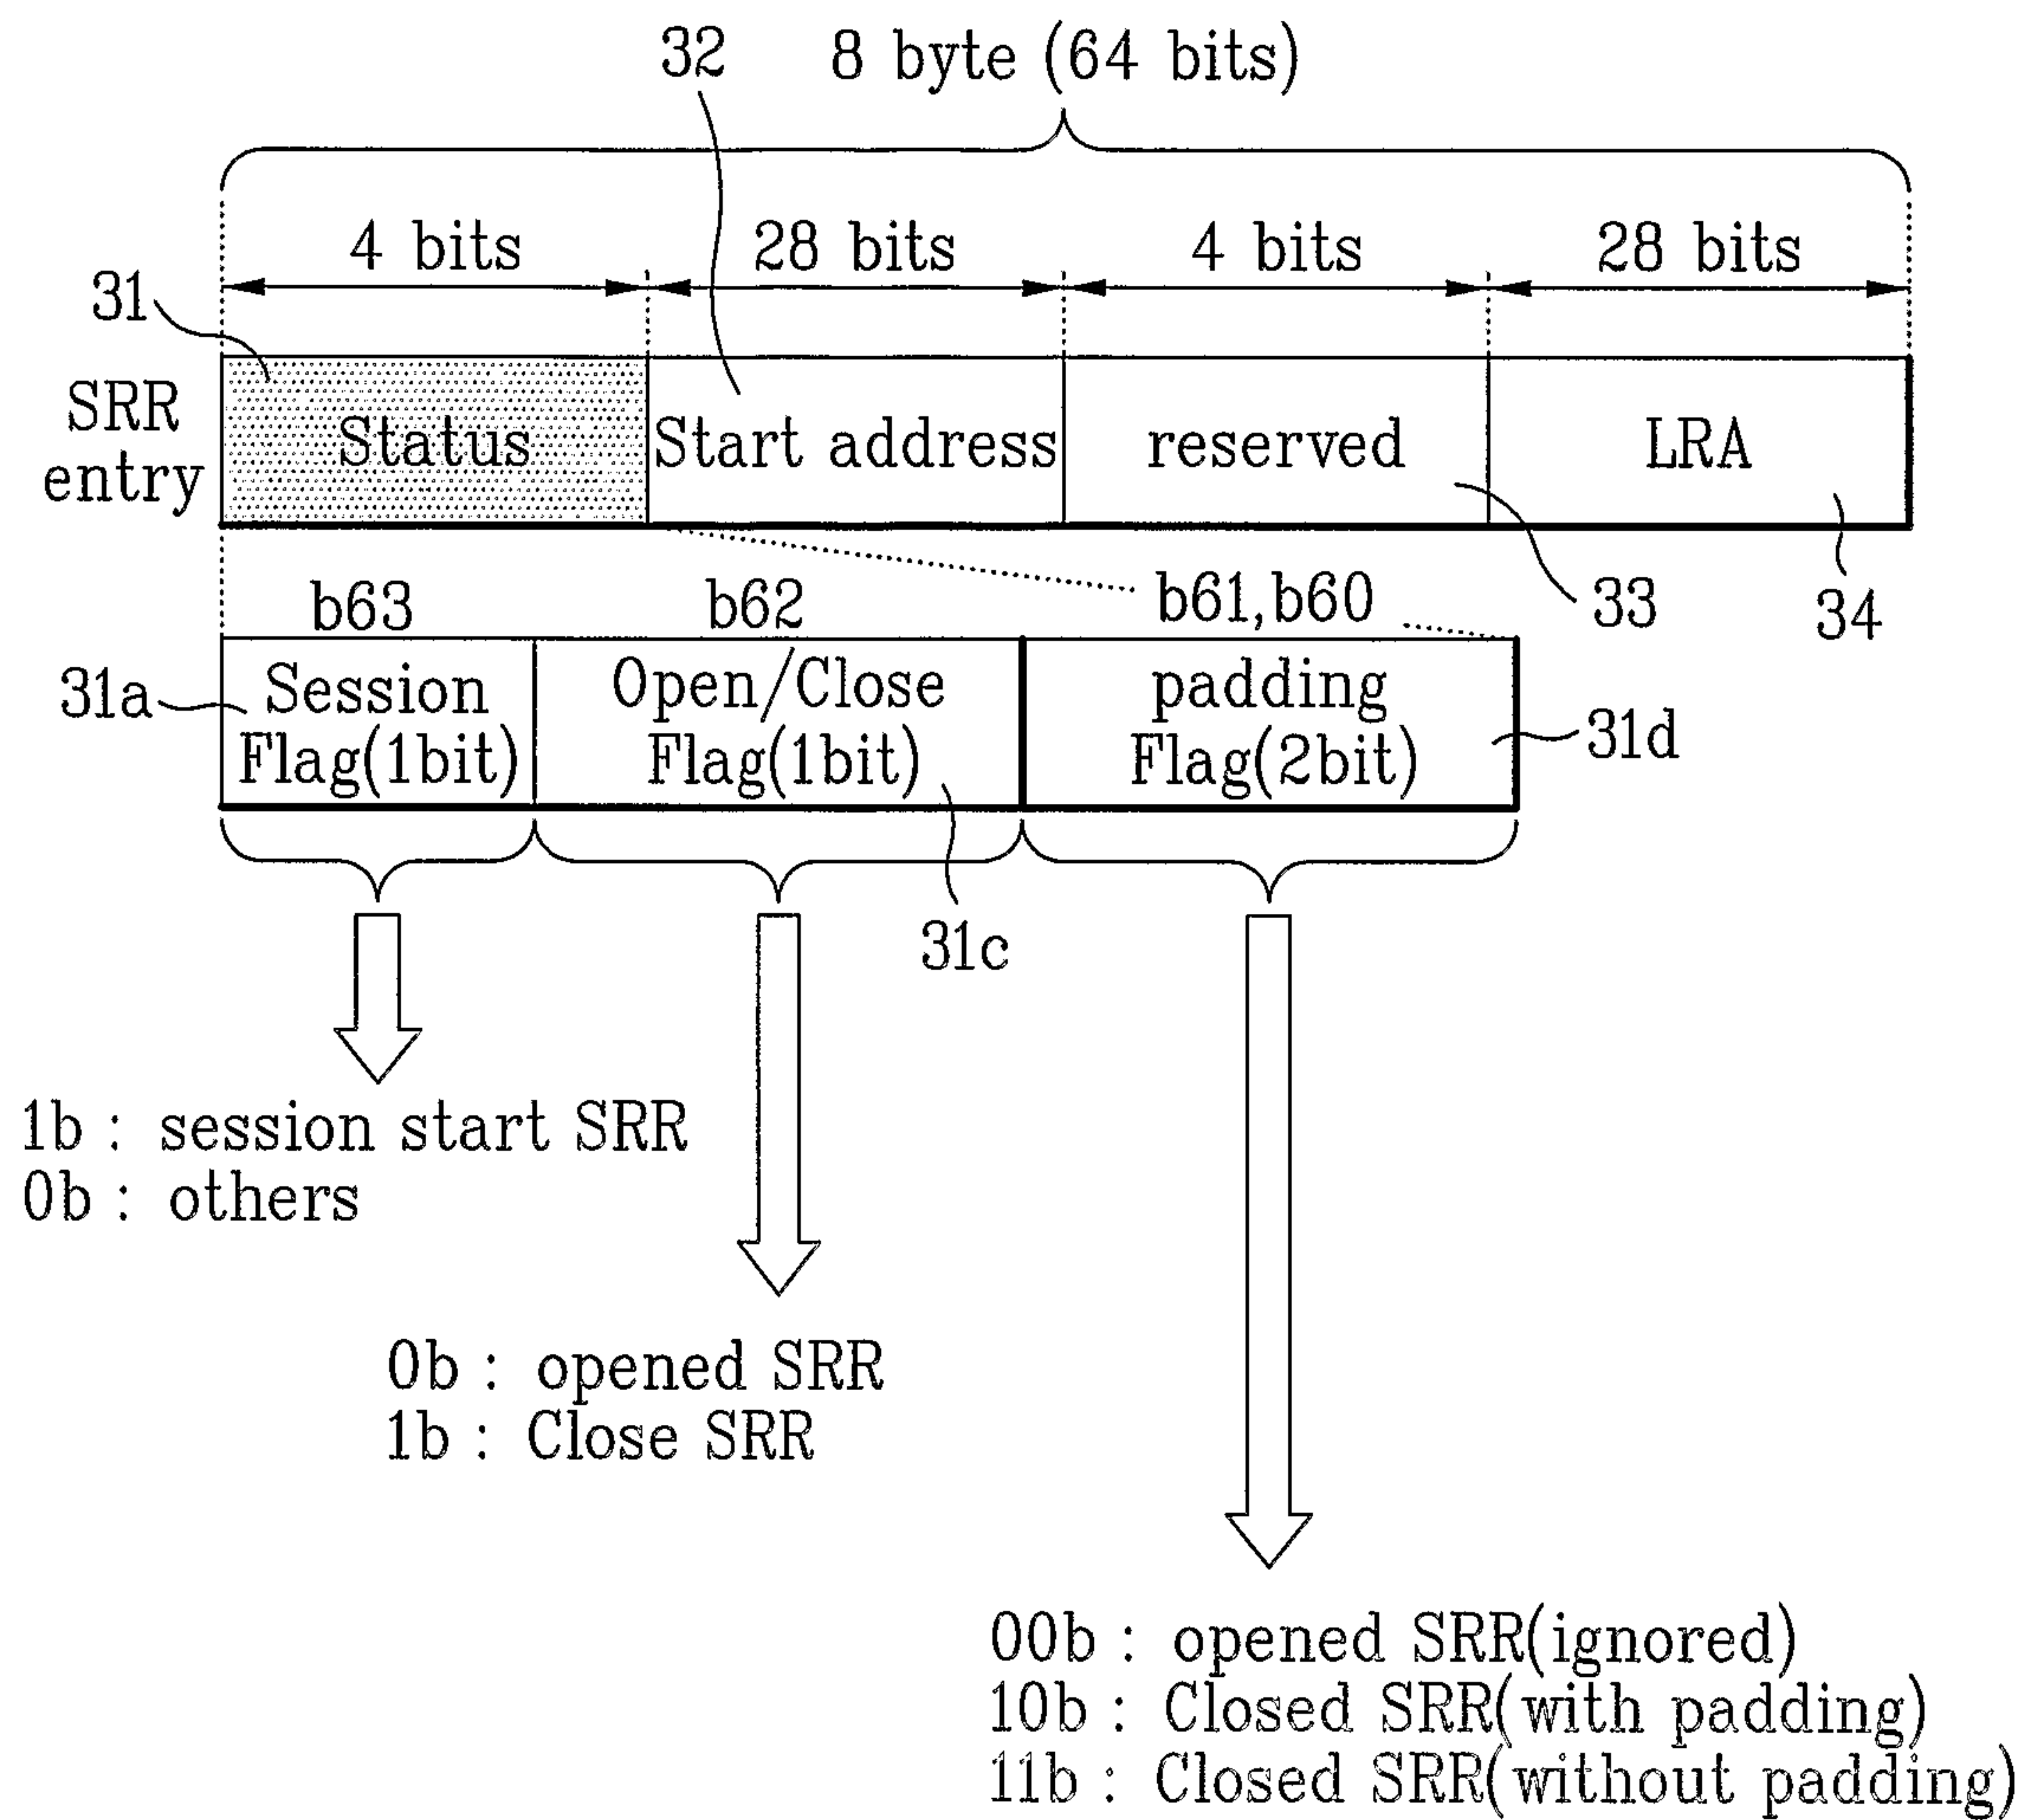 32
8 byte (64 bits)
4 bits
28 bits
4 bits
28 bits
31
SRR
entry
Status
Start address
reserved
LRA
b63
b62
b61,b60
33
34
31a
Session
Flag(1bit)
Open/Close
Flag(1bit)
padding
Flag(2bit)
31d
31c
1b : session start SRR
0b : others
0b : opened SRR
1b : Close SRR
00b : opened SRR(ignored)
10b : Closed SRR(with padding)
11b : Closed SRR(without padding)